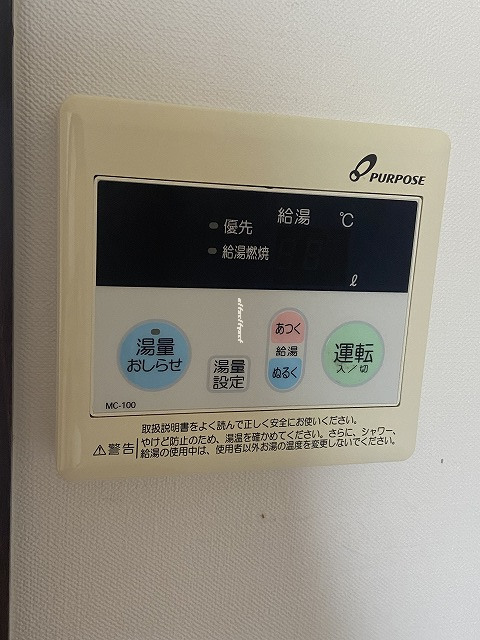 PURPOSE
給湯 ℃
優先
給湯燃焼
ℓ
湯量
おしらせ
湯量
設定
あつく
給湯
ぬるく
運転
入／切
MC-100
取扱説明書をよく読んで正しく安全にお使いください。
⚠警告
やけど防止のため、湯温を確かめてください。さらに、シャワー、
給湯の使用中は、使用者以外お湯の温度を変更しないでください。